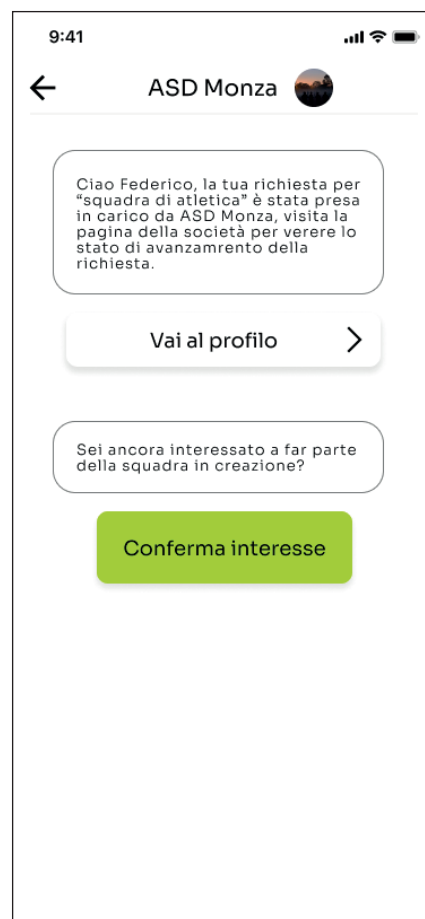 9:41
ASD Monza
Ciao Federico, la tua richiesta per
“squadra di atletica” è stata presa
in carico da ASD Monza, visita la
pagina della società per verere lo
stato di avanzamrento della
richiesta.
Vai al profilo
Sei ancora interessato a far parte
della squadra in creazione?
Conferma interesse